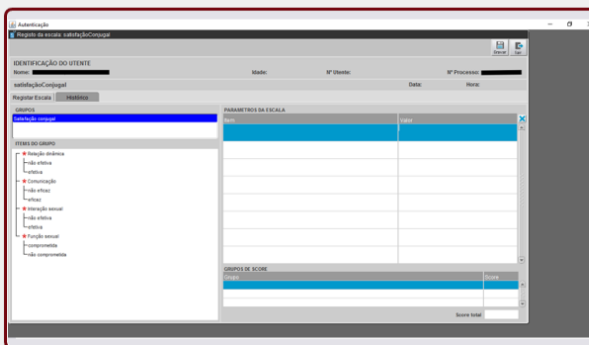 Autenticação
Registo da escala: satisfaçãoConjugal
Gravar Sair
IDENTIFICAÇÃO DO UTENTE
Nome: Idade: Nº Utente: Nº Processo:
satisfaçãoConjugal Data: Hora:
Registar Escala Histórico
GRUPOS
Satisfação conjugal
ITEMS DO GRUPO
Relação dinâmica
não efetiva
efetiva
Comunicação
não eficaz
eficaz
Interação sexual
não efetiva
efetiva
Função sexual
comprometida
não comprometida
PARAMETROS DA ESCALA
Item Valor
GRUPOS DE SCORE
Grupo Score
Score total